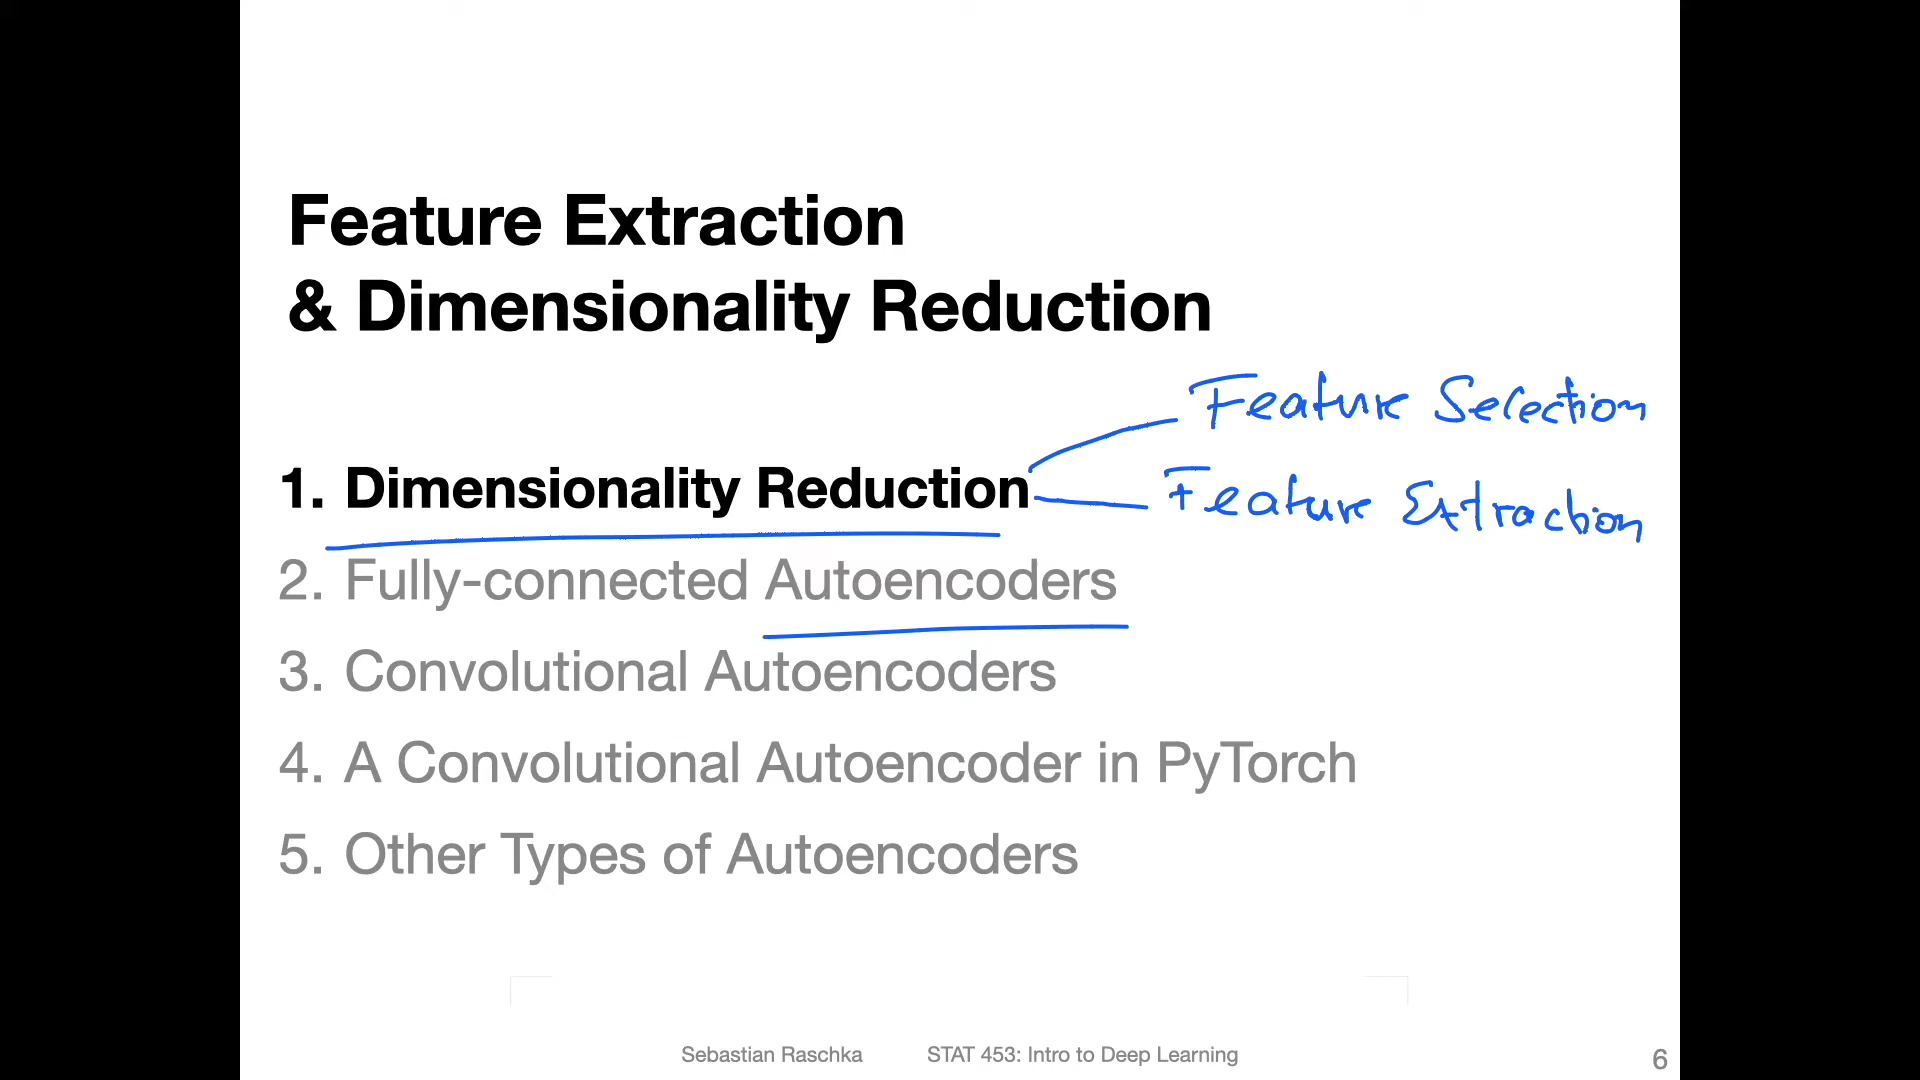 Feature Extraction
& Dimensionality Reduction
Feature Selection
1. Dimensionality Reduction
Feature Extraction
2. Fully-connected Autoencoders
3. Convolutional Autoencoders
4. A Convolutional Autoencoder in PyTorch
5. Other Types of Autoencoders
Sebastian Raschka STAT 453: Intro to Deep Learning 6